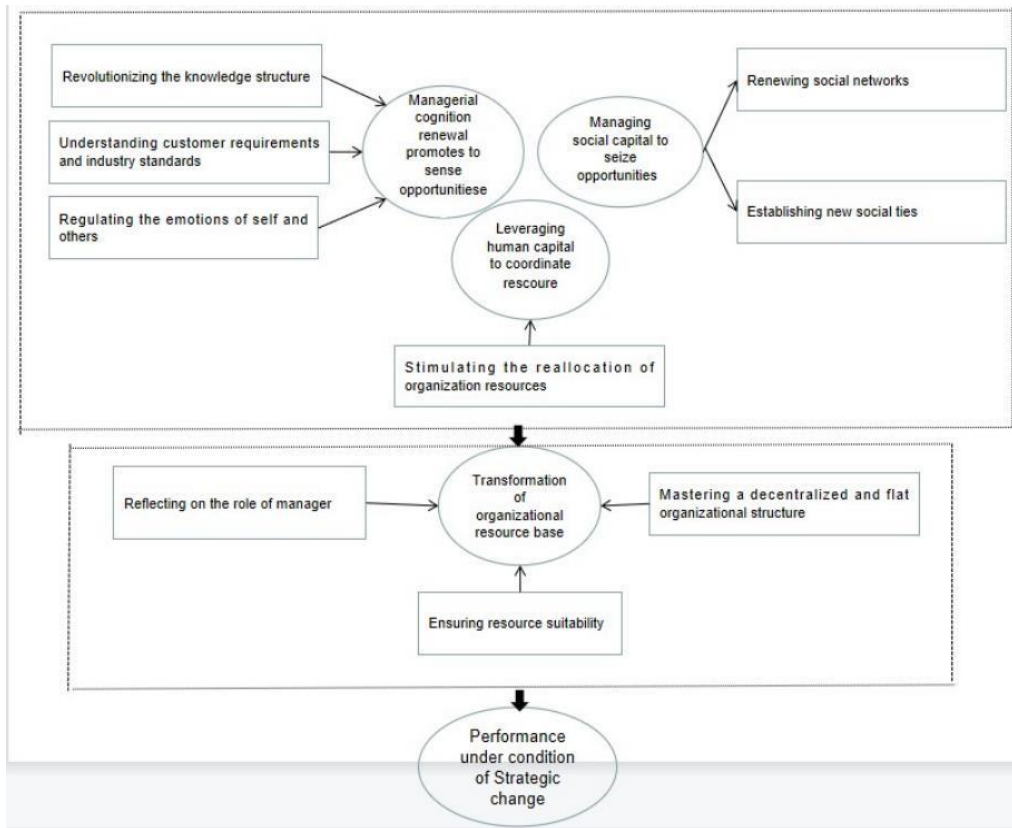 Revolutionizing the knowledge structure
Understanding customer requirements
and industry standards
Regulating the emotions of self and
others
Managerial
cognition
renewal
promotes to
sense
opportunitiese
Managing
social capital to
seize
opportunities
Renewing social networks
Establishing new social ties
Leveraging
human capital
to coordinate
rescoure
Stimulating the reallocation of
organization resources
Reflecting on the role of manager
Transformation
of
organizational
resource base
Mastering a decentralized and flat
organizational structure
Ensuring resource suitability
Performance
under condition
of Strategic
change